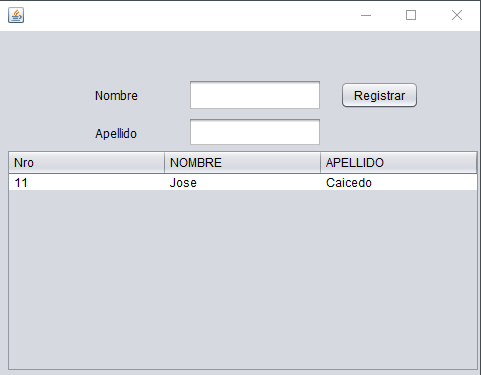 Nombre Registrar
Apellido
Nro NOMBRE APELLIDO
11 Jose Caicedo